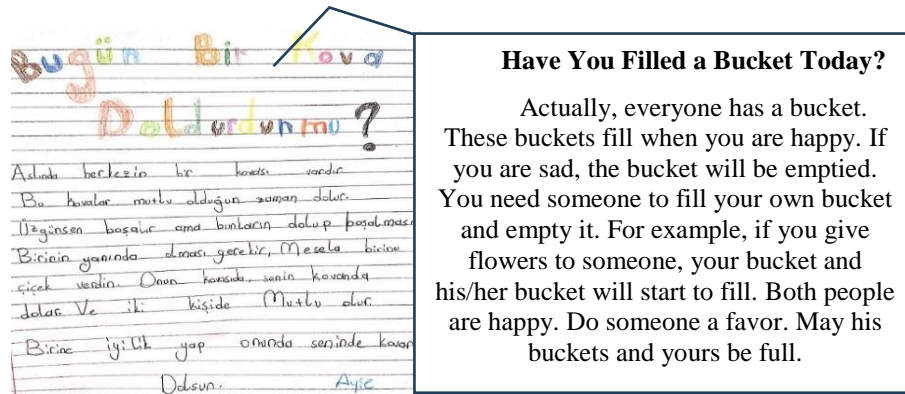 Bugün Bir Kova
Doldurdunmu?
Aslında herkezin bir kovası vardır
Bu kovalar mutlu olduğun zaman dolur.
Üzgünsen boşalır ama bunların dolup boşalması
Birinin yanında olması gerekir, Mesela birine
çiçek verdin. Onun kovasıda, senin kovanda
dolar Ve iki kişide Mutlu olur.
Birine iyilik yap onunda seninde kovan
Dolsun. Ayşe
Have You Filled a Bucket Today?
Actually, everyone has a bucket.
These buckets fill when you are happy. If
you are sad, the bucket will be emptied.
You need someone to fill your own bucket
and empty it. For example, if you give
flowers to someone, your bucket and
his/her bucket will start to fill. Both people
are happy. Do someone a favor. May his
buckets and yours be full.